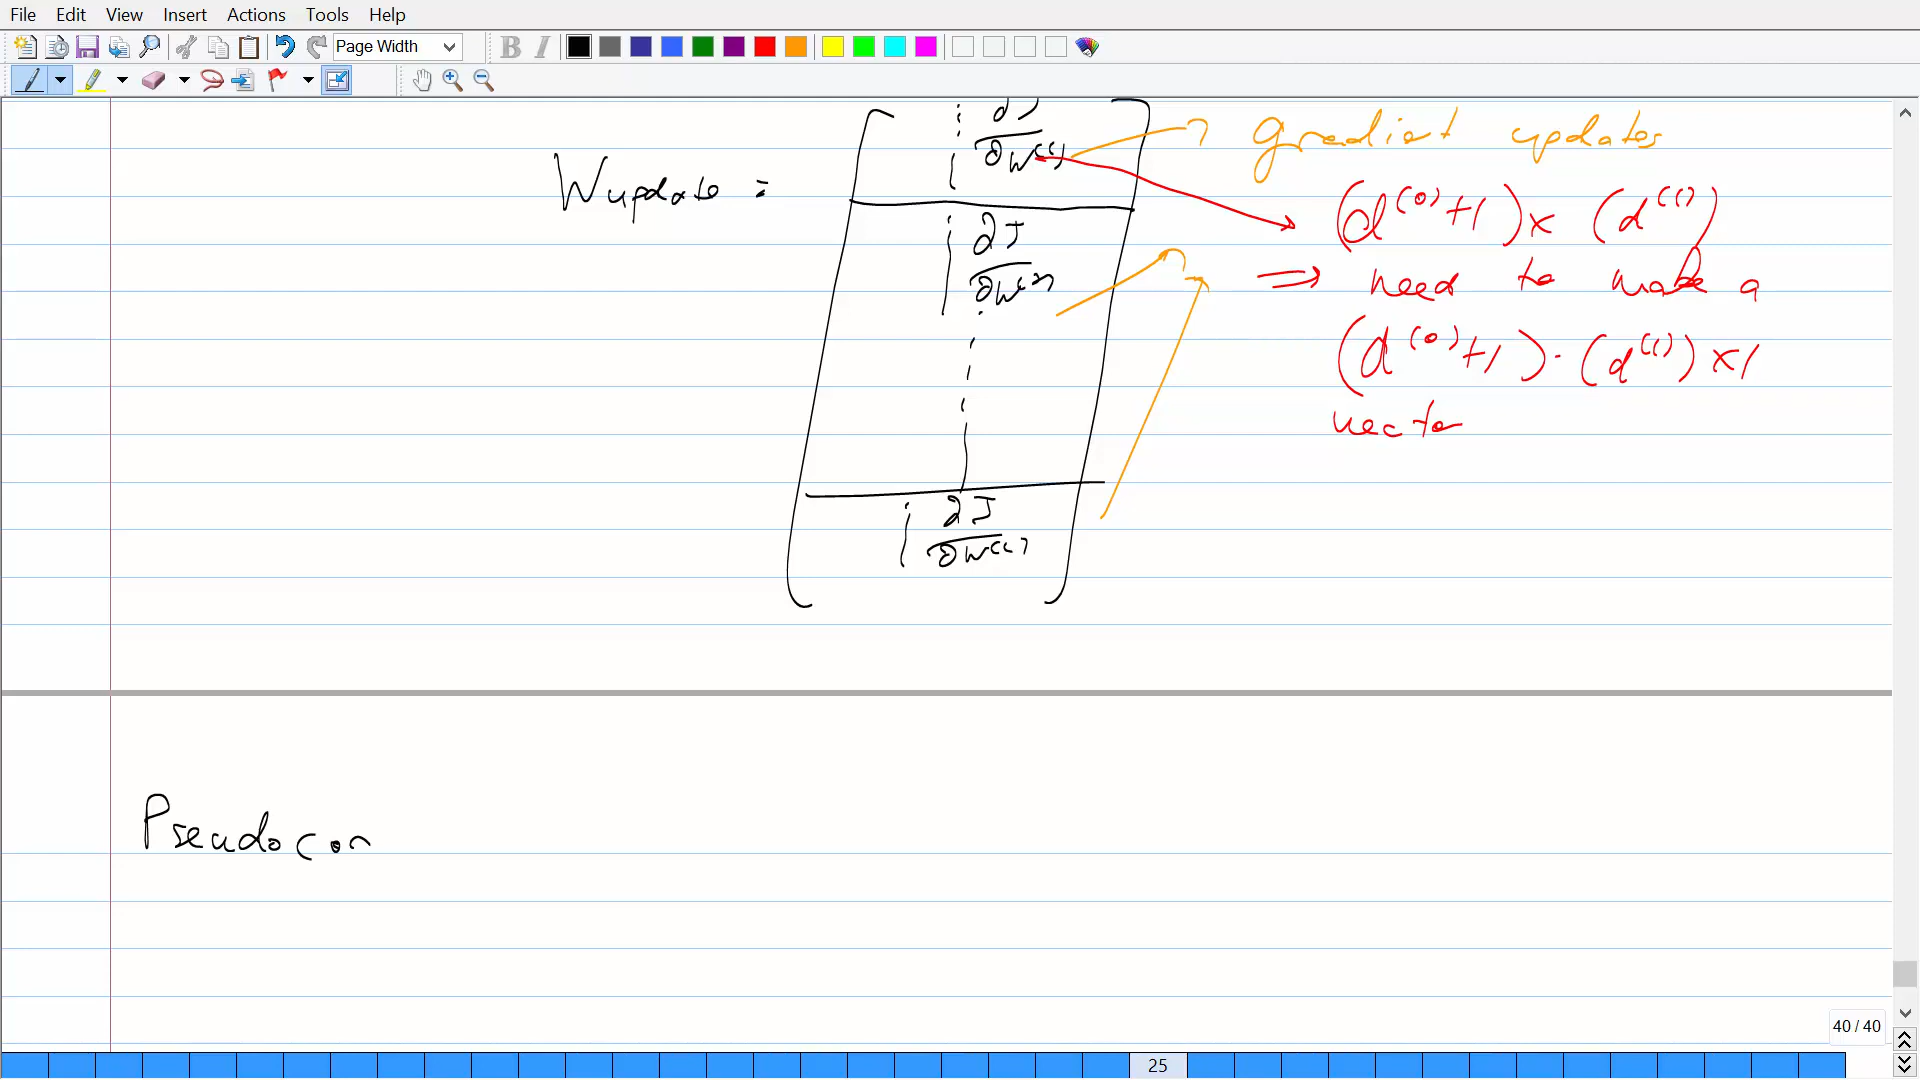 File Edit View Insert Actions Tools Help
Page Width
B I
gradient updates
∂J/∂W⁽¹⁾
Wupdate =
(d⁽⁰⁾+1) x (d⁽¹⁾)
∂J/∂W⁽²⁾
⇒ need to make a
(d⁽⁰⁾+1) · (d⁽¹⁾) x 1
vector
∂J/∂W⁽ᴸ⁾
Pseudocon
40 / 40
25